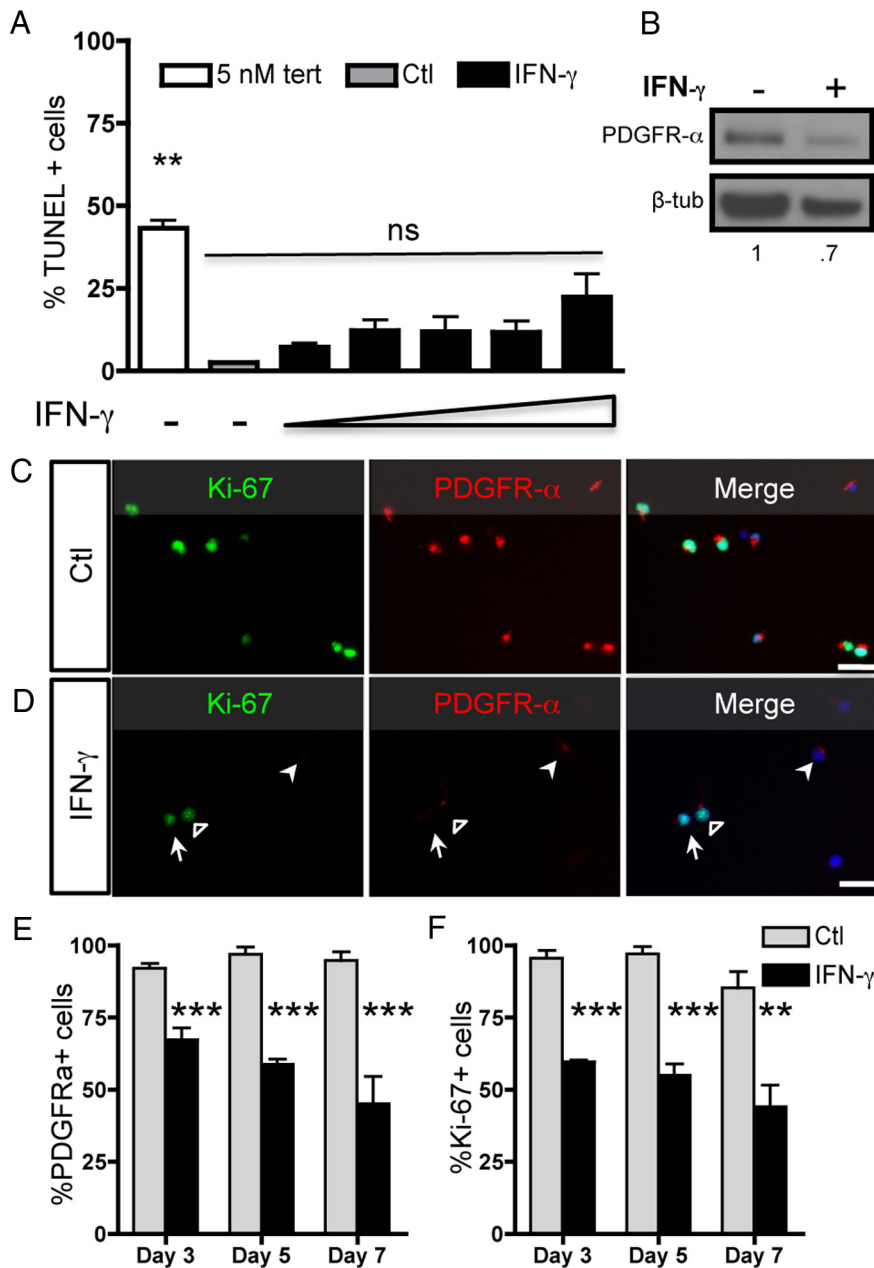 A
B
100
5 nM tert
Ctl
IFN-γ
75
**
50
ns
25
0
% TUNEL + cells
IFN-γ
-
-
IFN-γ
-
+
PDGFR-α
β-tub
1
.7
C
Ctl
Ki-67
PDGFR-α
Merge
D
IFN-γ
Ki-67
PDGFR-α
Merge
E
100
75
50
25
0
%PDGFRa+ cells
***
***
***
Day 3
Day 5
Day 7
F
100
75
50
25
0
%Ki-67+ cells
Ctl
IFN-γ
***
***
**
Day 3
Day 5
Day 7